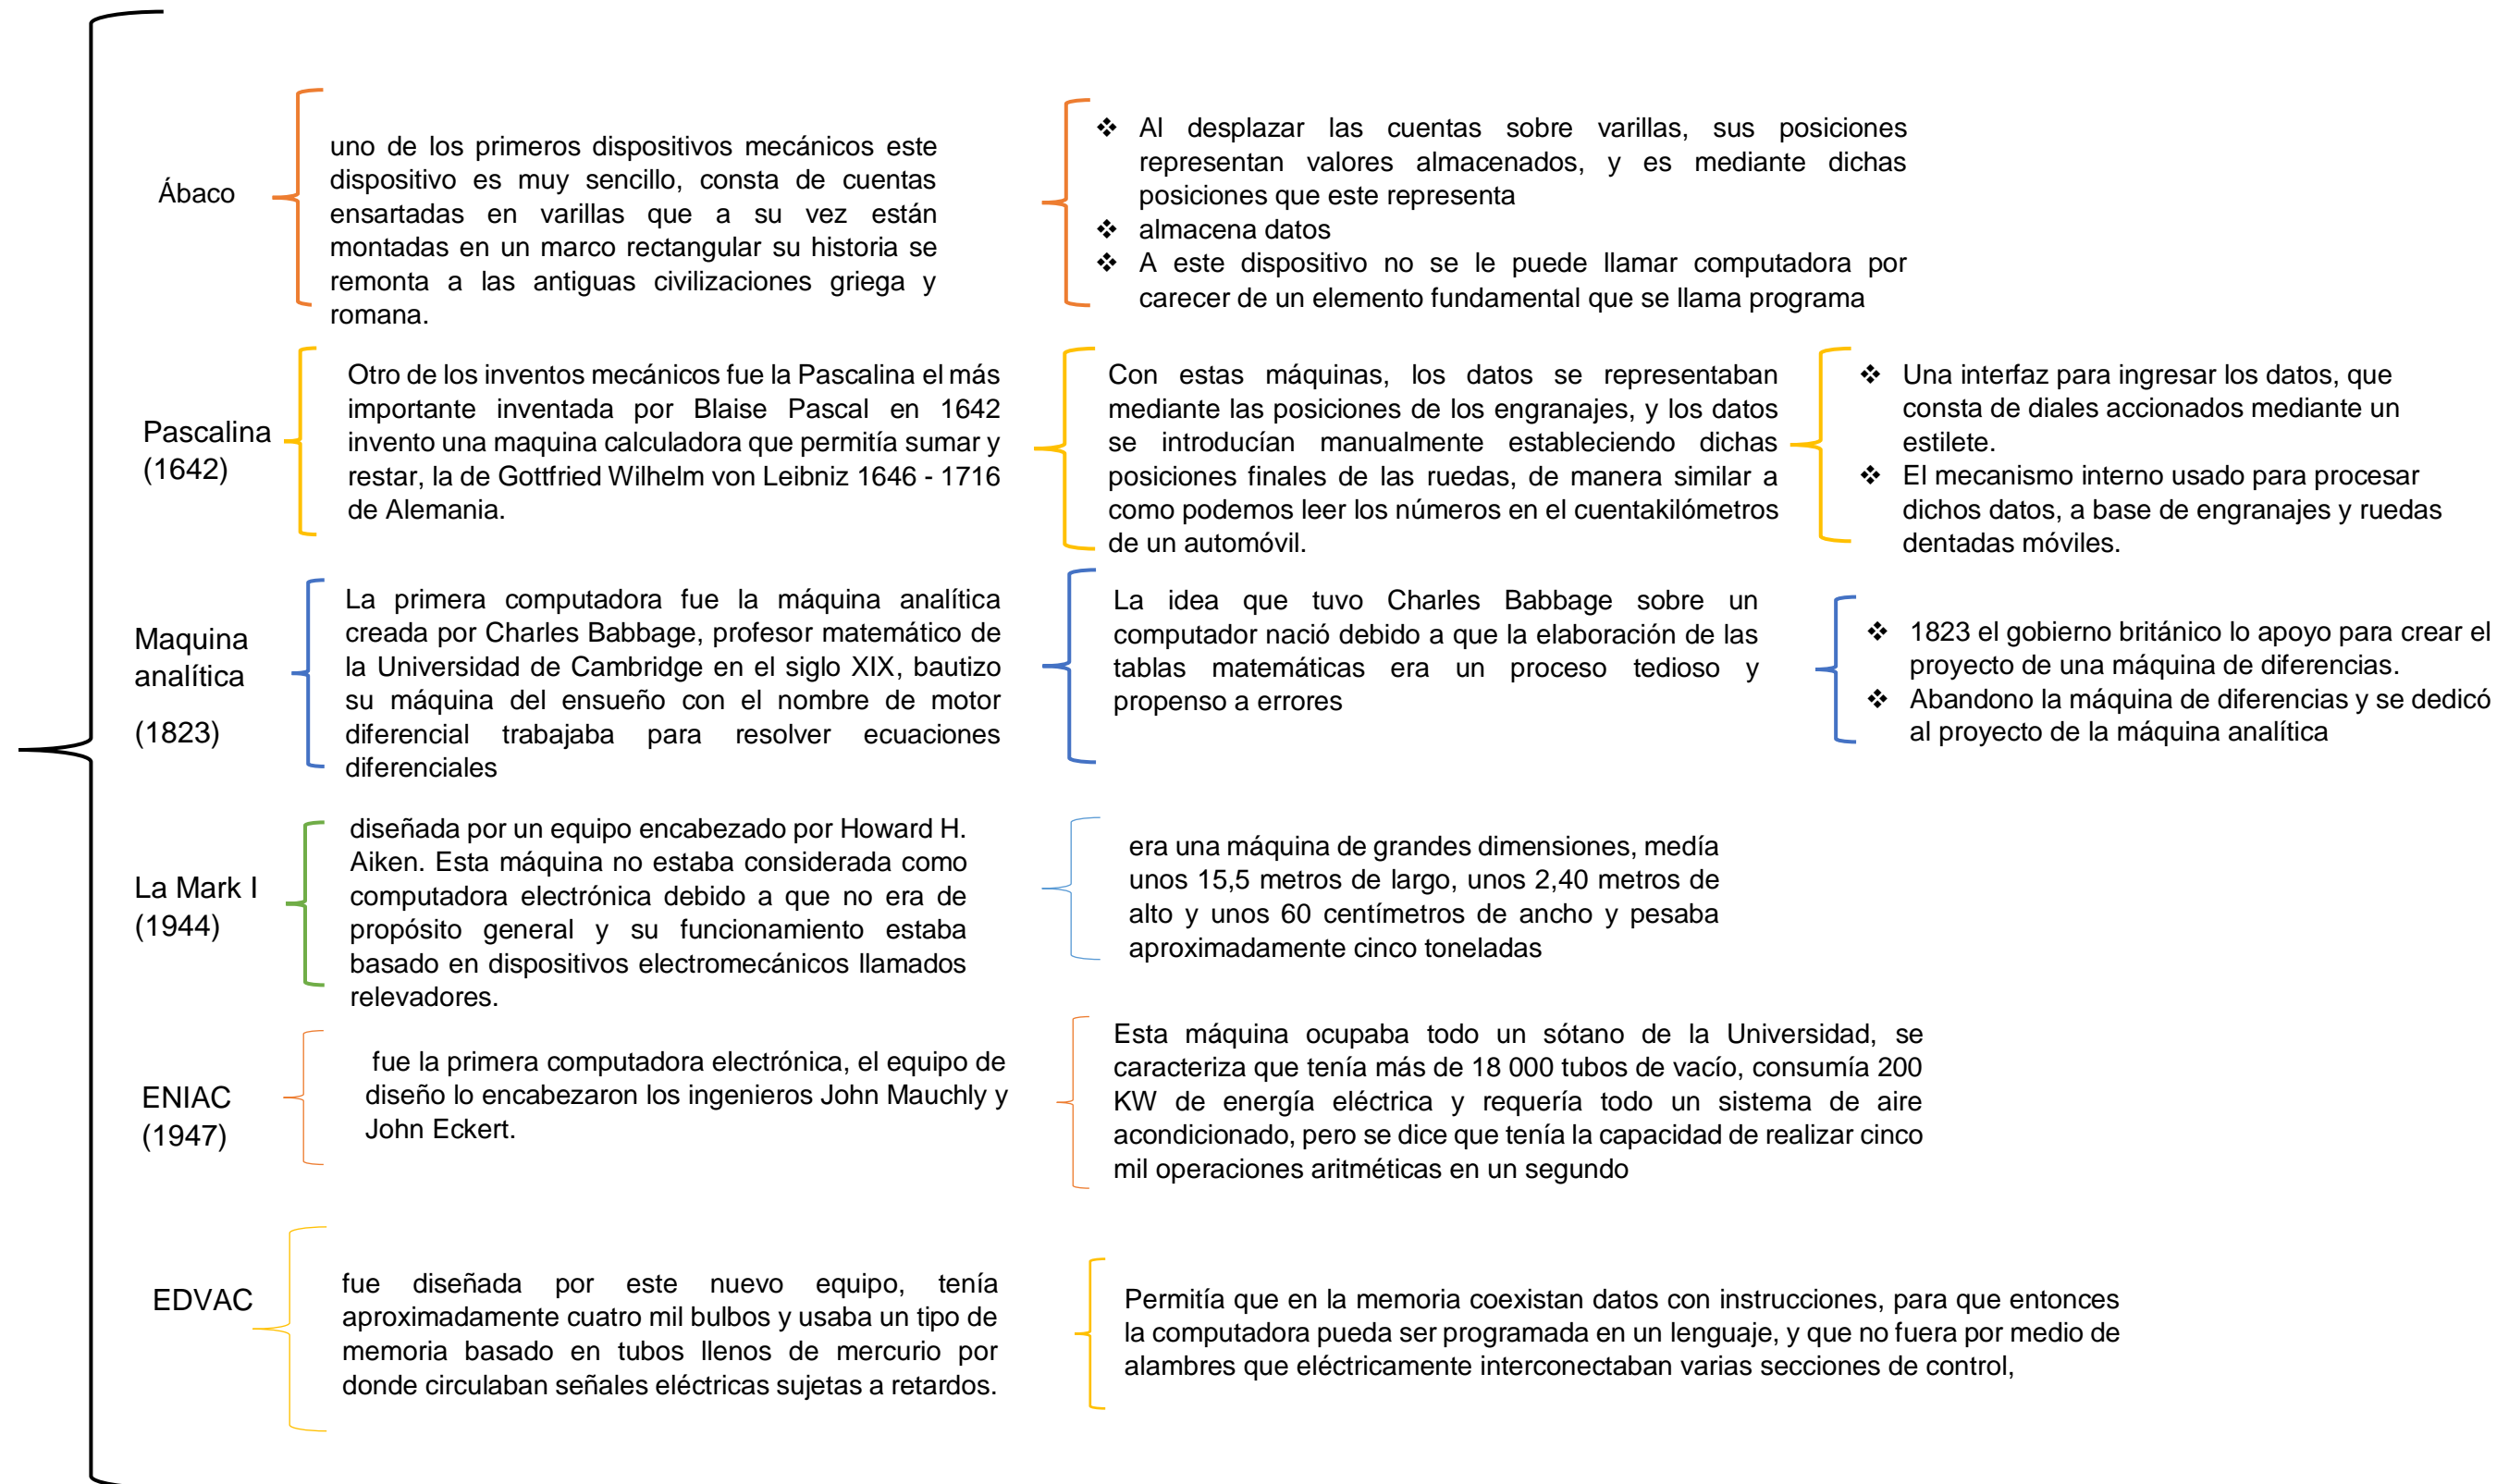 Ábaco
uno de los primeros dispositivos mecánicos este
dispositivo es muy sencillo, consta de cuentas
ensartadas en varillas que a su vez están
montadas en un marco rectangular su historia se
remonta a las antiguas civilizaciones griega y
romana.
❖ Al desplazar las cuentas sobre varillas, sus posiciones
representan valores almacenados, y es mediante dichas
posiciones que este representa
❖ almacena datos
❖ A este dispositivo no se le puede llamar computadora por
carecer de un elemento fundamental que se llama programa
Pascalina
(1642)
Otro de los inventos mecánicos fue la Pascalina el más
importante inventada por Blaise Pascal en 1642
invento una maquina calculadora que permitía sumar y
restar, la de Gottfried Wilhelm von Leibniz 1646 - 1716
de Alemania.
Con estas máquinas, los datos se representaban
mediante las posiciones de los engranajes, y los datos
se introducían manualmente estableciendo dichas
posiciones finales de las ruedas, de manera similar a
como podemos leer los números en el cuentakilómetros
de un automóvil.
❖ Una interfaz para ingresar los datos, que
consta de diales accionados mediante un
estilete.
❖ El mecanismo interno usado para procesar
dichos datos, a base de engranajes y ruedas
dentadas móviles.
Maquina
analítica
(1823)
La primera computadora fue la máquina analítica
creada por Charles Babbage, profesor matemático de
la Universidad de Cambridge en el siglo XIX, bautizo
su máquina del ensueño con el nombre de motor
diferencial trabajaba para resolver ecuaciones
diferenciales
La idea que tuvo Charles Babbage sobre un
computador nació debido a que la elaboración de las
tablas matemáticas era un proceso tedioso y
propenso a errores
❖ 1823 el gobierno británico lo apoyo para crear el
proyecto de una máquina de diferencias.
❖ Abandono la máquina de diferencias y se dedicó
al proyecto de la máquina analítica
La Mark I
(1944)
diseñada por un equipo encabezado por Howard H.
Aiken. Esta máquina no estaba considerada como
computadora electrónica debido a que no era de
propósito general y su funcionamiento estaba
basado en dispositivos electromecánicos llamados
relevadores.
era una máquina de grandes dimensiones, medía
unos 15,5 metros de largo, unos 2,40 metros de
alto y unos 60 centímetros de ancho y pesaba
aproximadamente cinco toneladas
ENIAC
(1947)
fue la primera computadora electrónica, el equipo de
diseño lo encabezaron los ingenieros John Mauchly y
John Eckert.
Esta máquina ocupaba todo un sótano de la Universidad, se
caracteriza que tenía más de 18 000 tubos de vacío, consumía 200
KW de energía eléctrica y requería todo un sistema de aire
acondicionado, pero se dice que tenía la capacidad de realizar cinco
mil operaciones aritméticas en un segundo
EDVAC
fue diseñada por este nuevo equipo, tenía
aproximadamente cuatro mil bulbos y usaba un tipo de
memoria basado en tubos llenos de mercurio por
donde circulaban señales eléctricas sujetas a retardos.
Permitía que en la memoria coexistan datos con instrucciones, para que entonces
la computadora pueda ser programada en un lenguaje, y que no fuera por medio de
alambres que eléctricamente interconectaban varias secciones de control,